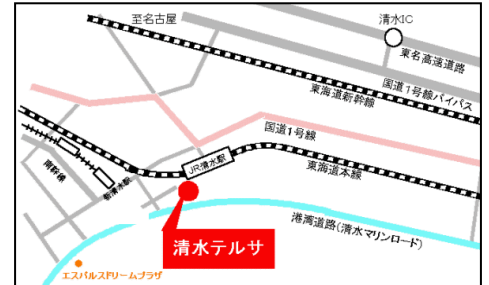 至名古屋
清水IC
東名高速道路
国道1号線バイパス
東海道新幹線
国道1号線
JR清水駅
東海道本線
静鉄線
新清水駅
港湾道路(清水マリンロード)
清水テルサ
エスパルスドリームプラザ